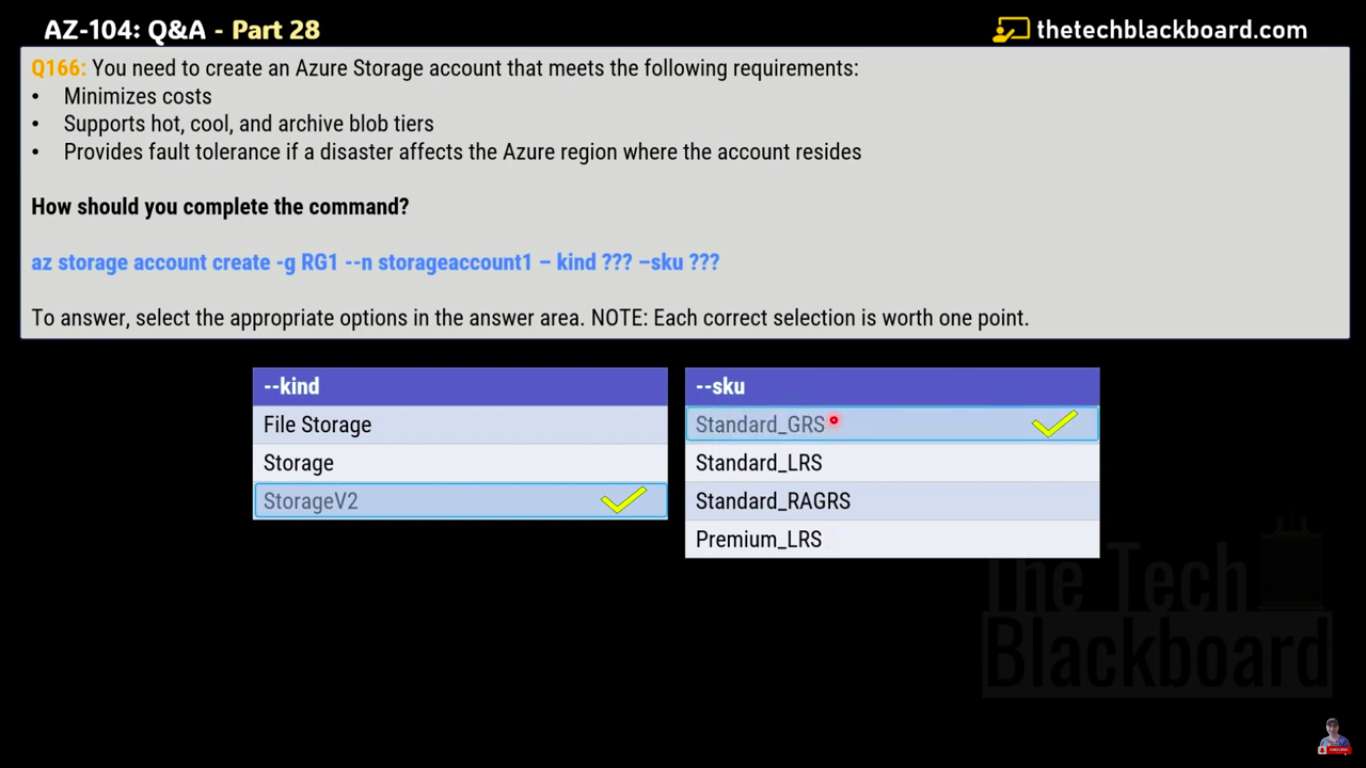 AZ-104: Q&A - Part 28
thetechblackboard.com
Q166: You need to create an Azure Storage account that meets the following requirements:
• Minimizes costs
• Supports hot, cool, and archive blob tiers
• Provides fault tolerance if a disaster affects the Azure region where the account resides
How should you complete the command?
az storage account create -g RG1 --n storageaccount1 – kind ??? –sku ???
To answer, select the appropriate options in the answer area. NOTE: Each correct selection is worth one point.
--kind
File Storage
Storage
StorageV2
--sku
Standard_GRS
Standard_LRS
Standard_RAGRS
Premium_LRS
The Tech
Blackboard